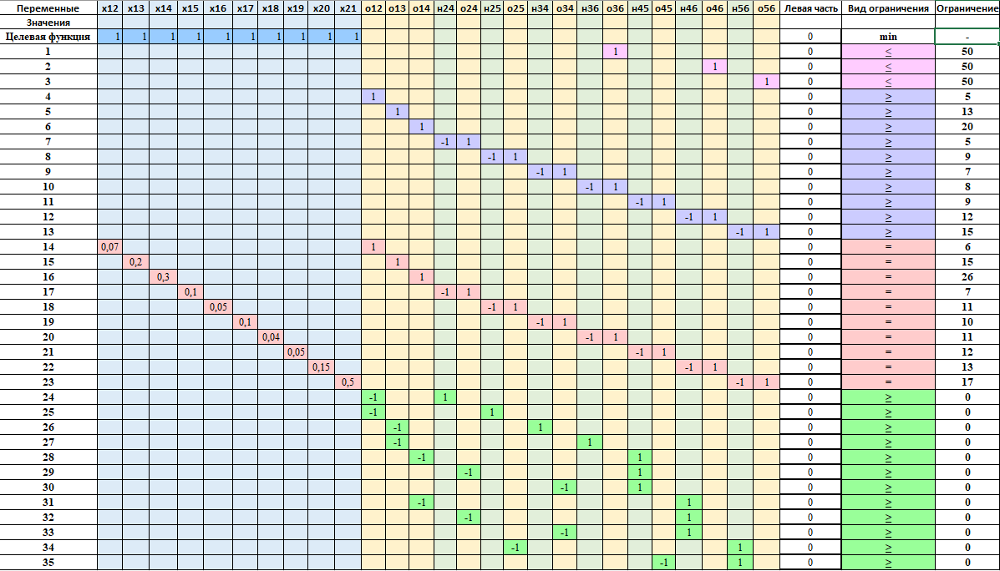 Переменные x12 x13 x14 x15 x16 x17 x18 x19 x20 x21 о12 о13 о14 н24 о24 н25 о25 н34 о34 н36 о36 н45 о45 н46 о46 н56 о56 Левая часть Вид ограничения Ограничение
Значения
Целевая функция 1 1 1 1 1 1 1 1 1 1 0 min -
1 1 0 ≤ 50
2 1 0 ≤ 50
3 1 0 ≤ 50
4 1 0 ≥ 5
5 1 0 ≥ 13
6 1 0 ≥ 20
7 -1 1 0 ≥ 5
8 -1 1 0 ≥ 9
9 -1 1 0 ≥ 7
10 -1 1 0 ≥ 8
11 -1 1 0 ≥ 9
12 -1 1 0 ≥ 12
13 -1 1 0 ≥ 15
14 0,07 1 0 = 6
15 0,2 1 0 = 15
16 0,3 1 0 = 26
17 0,1 -1 1 0 = 7
18 0,05 -1 1 0 = 11
19 0,1 -1 1 0 = 10
20 0,04 -1 1 0 = 11
21 0,05 -1 1 0 = 12
22 0,15 -1 1 0 = 13
23 0,5 -1 1 0 = 17
24 -1 1 0 ≥ 0
25 -1 1 0 ≥ 0
26 -1 1 0 ≥ 0
27 -1 1 0 ≥ 0
28 -1 1 0 ≥ 0
29 -1 1 0 ≥ 0
30 -1 1 0 ≥ 0
31 -1 1 0 ≥ 0
32 -1 1 0 ≥ 0
33 -1 1 0 ≥ 0
34 -1 1 0 ≥ 0
35 -1 1 0 ≥ 0